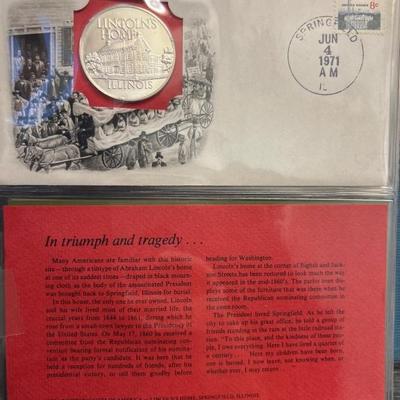 LINCOLN'S
HOME
ILLINOIS
8c
SPRINGFIELD
JUN
4
1971
AM
IL
In triumph and tragedy . . .
Many Americans are familiar with this historic
site—through a tintype of Abraham Lincoln's home
at one of its saddest times—draped in black mourn-
ing cloth, as the body of the assassinated President
was brought back to Springfield, Illinois for burial.
In this house, the only one he ever owned, Lincoln
and his wife lived most of their married life, the
crucial years from 1844 to 1861, during which he
rose from a small-town lawyer to the Presidency of
the United States. On May 17, 1860 he received a
committee from the Republican nominating con-
vention bearing formal notification of his nomina-
tion as the party's candidate. It was here that he
held a reception for hundreds of friends, after his
presidential victory, to bid them goodby before
heading for Washington.
Lincoln's home at the corner of Eighth and Jack-
son Streets has been restored to look much the way
it appeared in the mid-1860's. The parlor even dis-
plays some of the furniture that was there when he
received the Republican nominating committee in
the same room.
The President loved Springfield. As he left the
city to take up his great office, he told a group of
friends standing in the rain at the little railroad sta-
tion: "To this place, and the kindness of these peo-
ple, I owe everything. Here I have lived a quarter of
a century . . . Here my children have been born,
one is buried. I now leave, not knowing when, or
whether ever, I may return . . .
OF AMERICA—LINCOLN'S HOME, SPRINGFIELD, ILLINOIS